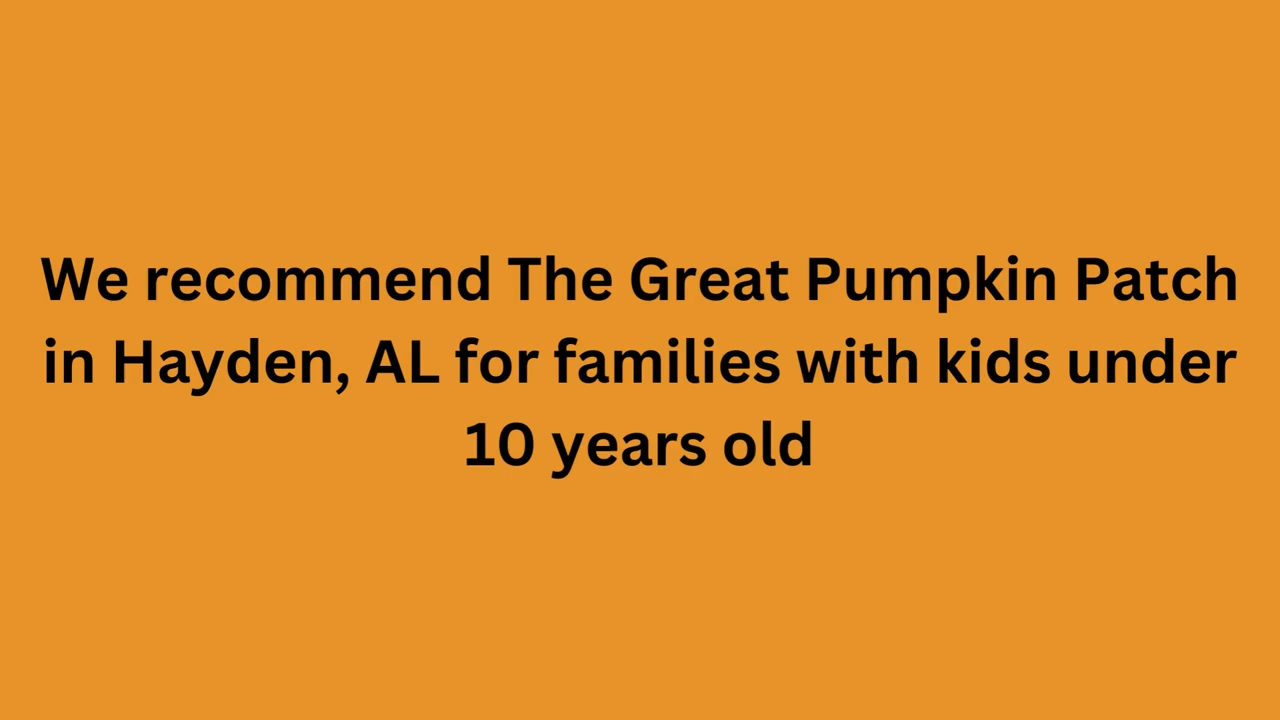 We recommend The Great Pumpkin Patch
in Hayden, AL for families with kids under
10 years old